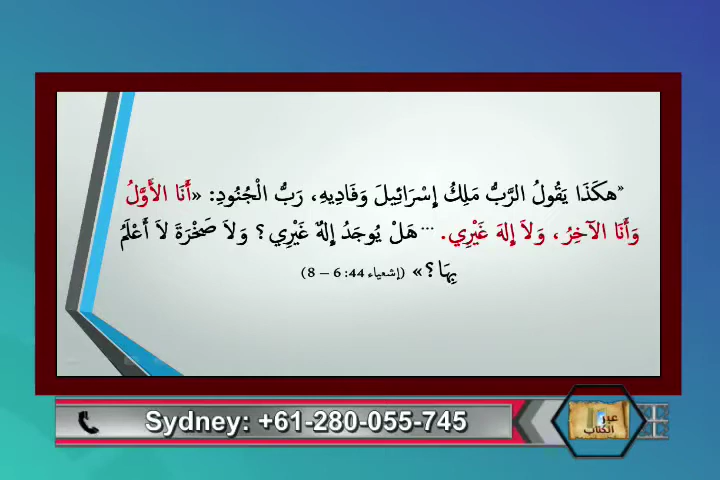 "هكَذَا يَقُولُ الرَّبُّ مَلِكُ إِسْرَائِيلَ وَفَادِيهِ، رَبُّ الْجُنُودِ: «أَنَا الأَوَّلُ
وَأَنَا الآخِرُ، وَلاَ إِلهَ غَيْرِي. ... هَلْ يُوجَدُ إِلهٌ غَيْرِي؟ وَلاَ صَخْرَةَ لاَ أَعْلَمُ
بِهَا؟» (إشعياء 44: 6 – 8)
Sydney: +61-280-055-745
عبر
الكتاب